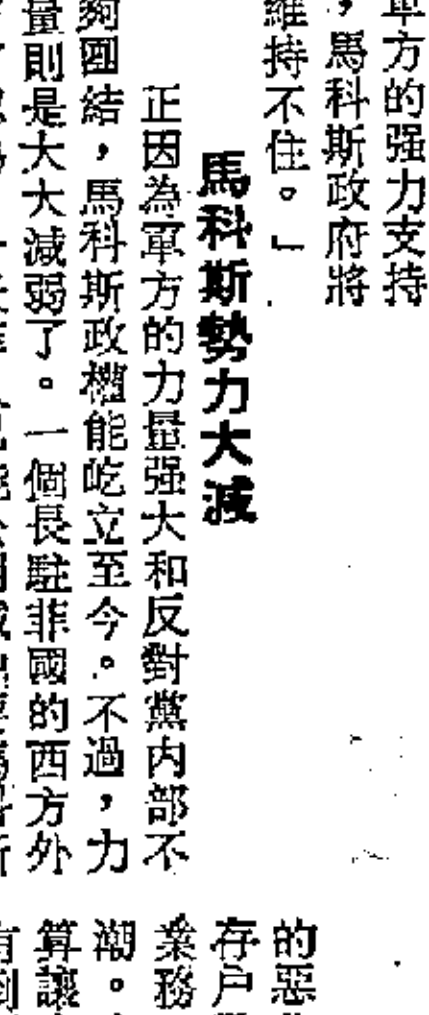 軍方的强力支持
，馬科斯政府將
維持不住。」
馬科斯勢力大減
正因為軍方的力量强大和反對黨内部不
夠團結，馬科斯政權能屹立至今。不過，力
量則是大大減弱了。一個長駐非國的西方外
的惡
存户
業務
潮。
算讓